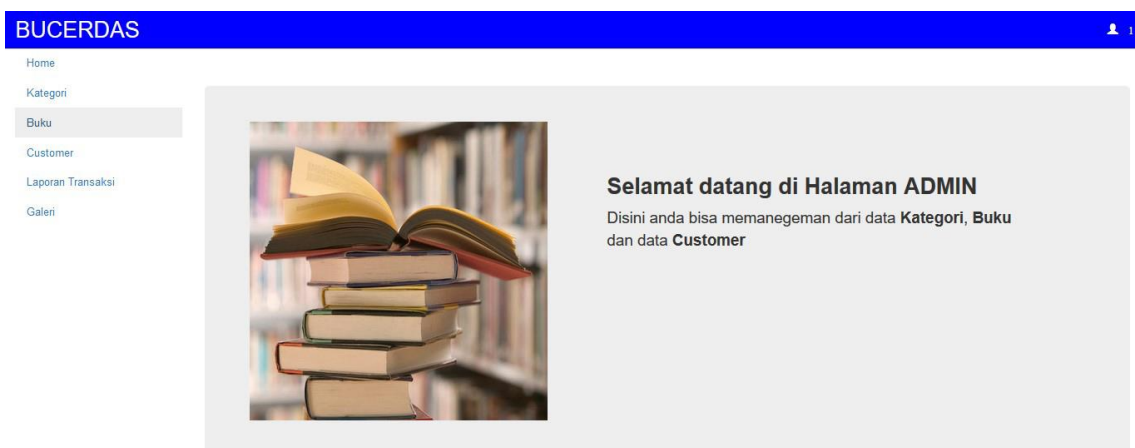 BUCERDAS
1
Home
Kategori
Buku
Customer
Laporan Transaksi
Galeri
Selamat datang di Halaman ADMIN
Disini anda bisa memanegeman dari data Kategori, Buku
dan data Customer